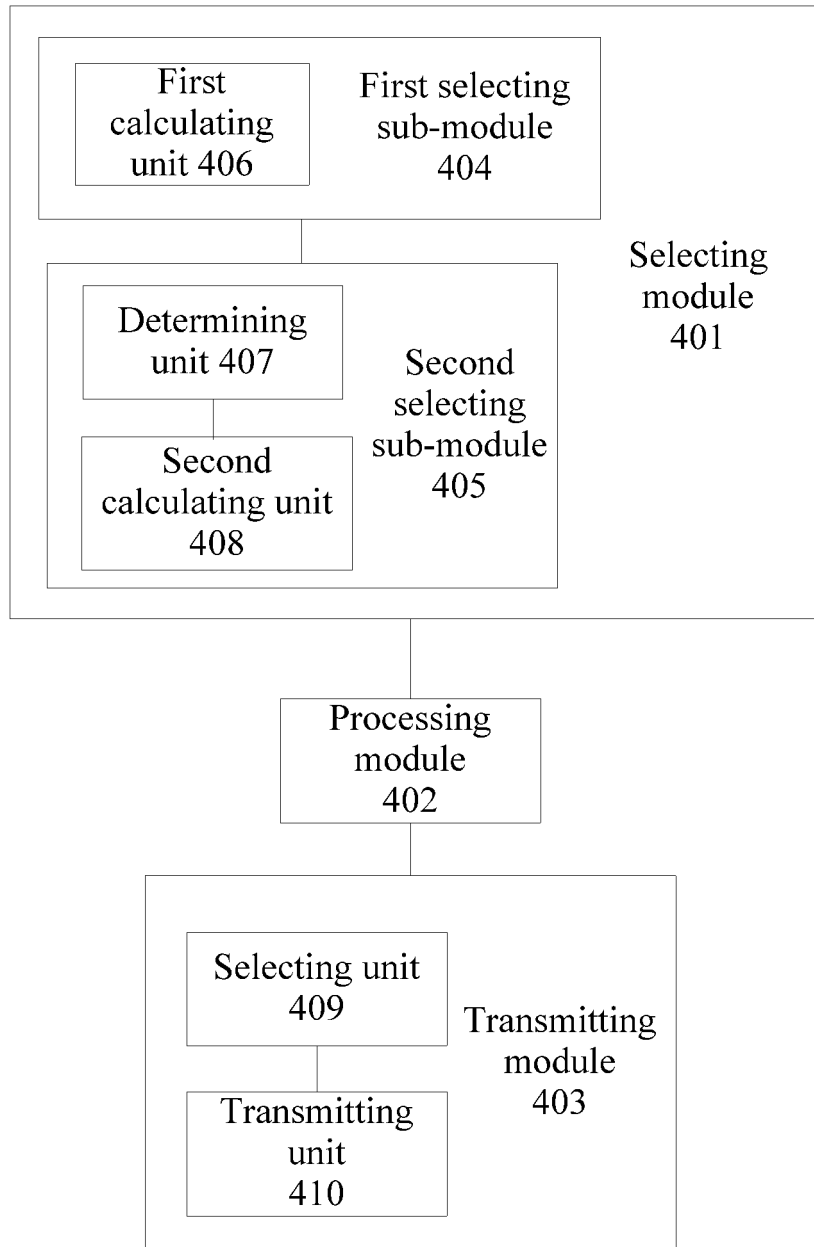 First
calculating
unit 406
First selecting
sub-module
404
Selecting
module
401
Determining
unit 407
Second
selecting
sub-module
405
Second
calculating unit
408
Processing
module
402
Selecting unit
409
Transmitting
module
403
Transmitting
unit
410